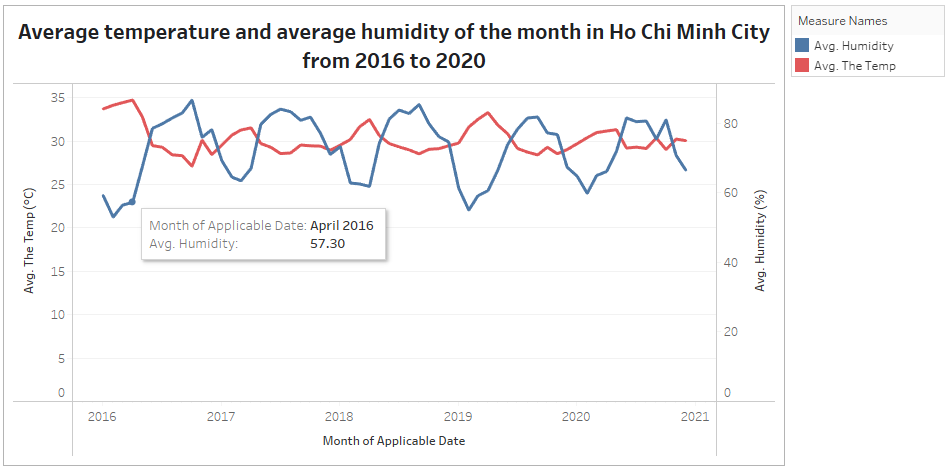 Average temperature and average humidity of the month in Ho Chi Minh City
from 2016 to 2020
Measure Names
Avg. Humidity
Avg. The Temp
35
30
25
20
15
10
5
0
Avg. The Temp (°C)
80
60
40
20
0
Avg. Humidity (%)
Month of Applicable Date: April 2016
Avg. Humidity: 57.30
2016 2017 2018 2019 2020 2021
Month of Applicable Date